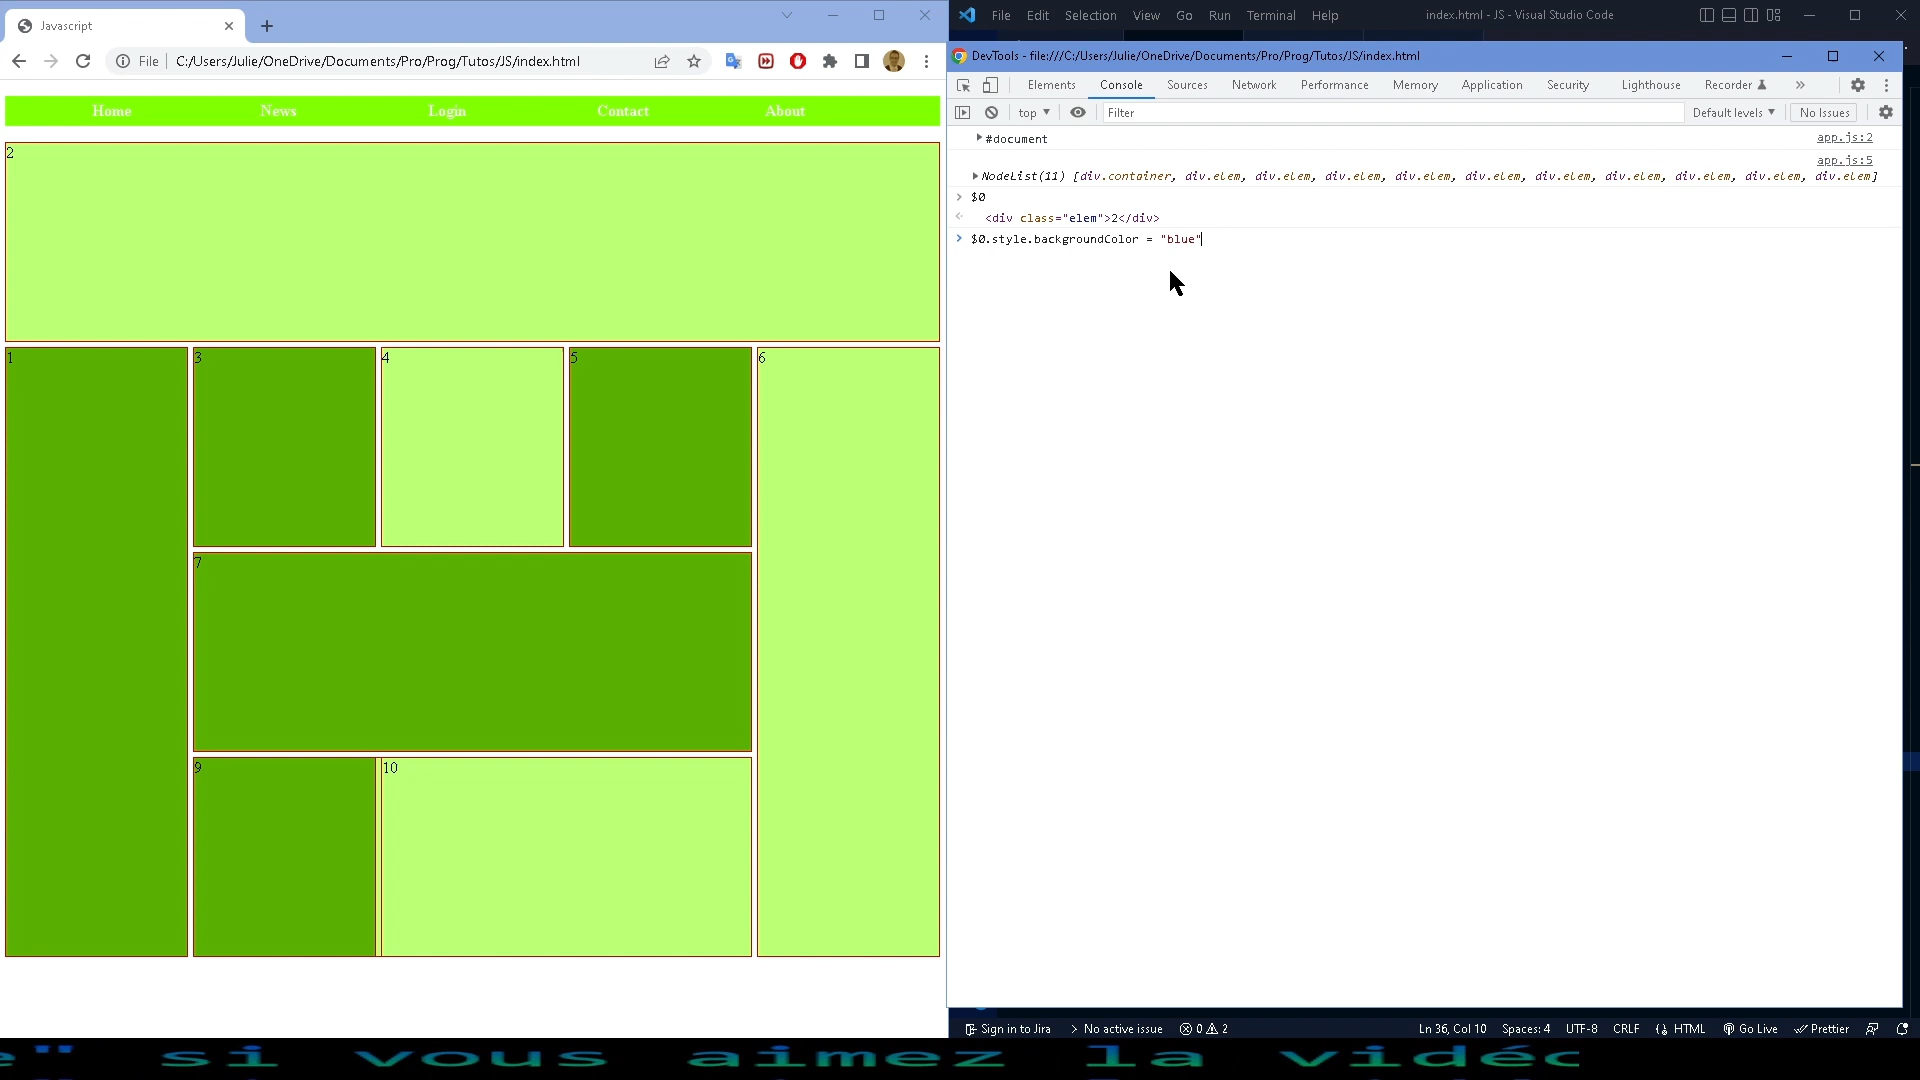 Javascript
File C:/Users/Julie/OneDrive/Documents/Pro/Prog/Tutos/JS/index.html
Home News Login Contact About
2
1
3
4
5
6
7
9
10
File Edit Selection View Go Run Terminal Help index.html - JS - Visual Studio Code
DevTools - file:///C:/Users/Julie/OneDrive/Documents/Pro/Prog/Tutos/JS/index.html
Elements Console Sources Network Performance Memory Application Security Lighthouse Recorder
top Filter Default levels No Issues
#document app.js:2
app.js:5
NodeList(11) [div.container, div.elem, div.elem, div.elem, div.elem, div.elem, div.elem, div.elem, div.elem, div.elem, div.elem]
$0
<div class="elem">2</div>
$0.style.backgroundColor = "blue"
Sign in to Jira No active issue 0 2 Ln 36, Col 10 Spaces: 4 UTF-8 CRLF HTML Go Live Prettier
e" si vous aimez la vidéo